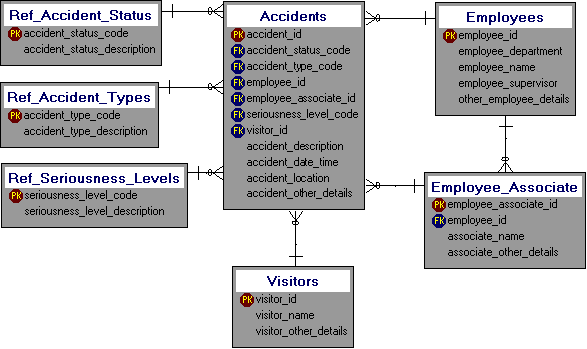 Ref_Accident_Status
PK accident_status_code
accident_status_description
Ref_Accident_Types
PK accident_type_code
accident_type_description
Ref_Seriousness_Levels
PK seriousness_level_code
seriousness_level_description
Accidents
PK accident_id
FK accident_status_code
FK accident_type_code
FK employee_id
FK employee_associate_id
FK seriousness_level_code
FK visitor_id
accident_description
accident_date_time
accident_location
accident_other_details
Employees
PK employee_id
employee_department
employee_name
employee_supervisor
other_employee_details
Employee_Associate
PK employee_associate_id
FK employee_id
associate_name
associate_other_details
Visitors
PK visitor_id
visitor_name
visitor_other_details